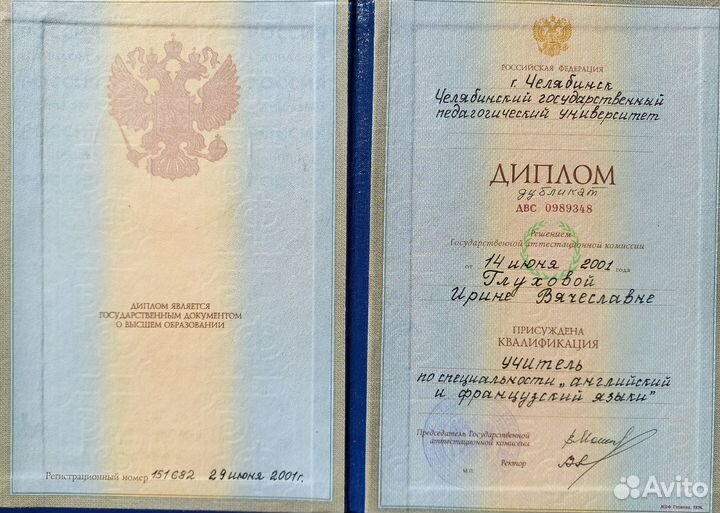 ДИПЛОМ ЯВЛЯЕТСЯ
ГОСУДАРСТВЕННЫМ ДОКУМЕНТОМ
О ВЫСШЕМ ОБРАЗОВАНИИ
Регистрационный номер 151632 29 июня 2001г.
РОССИЙСКАЯ ФЕДЕРАЦИЯ
г. Челябинск
Челябинский государственный
педагогический университет
ДИПЛОМ
дубликат
ДВС 0989348
Решением
Государственной аттестационной комиссии
от 14 июня 2001 года
Глуховой
Ирине Вячеславне
ПРИСУЖДЕНА
КВАЛИФИКАЦИЯ
учитель
по специальности „английский
и французский языки"
Председатель Государственной
аттестационной комиссии
Ректор
М.П.
Avito